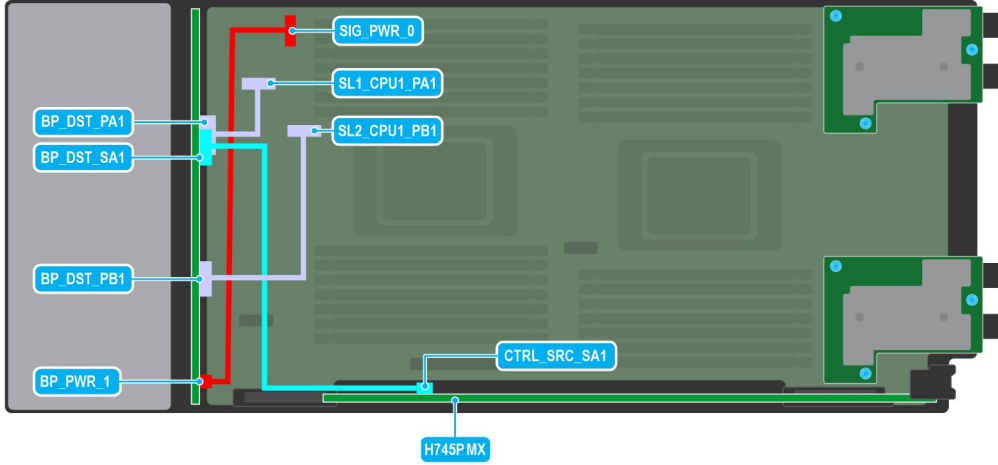 SIG_PWR_0
SL1_CPU1_PA1
BP_DST_PA1
SL2_CPU1_PB1
BP_DST_SA1
BP_DST_PB1
CTRL_SRC_SA1
BP_PWR_1
H745P MX